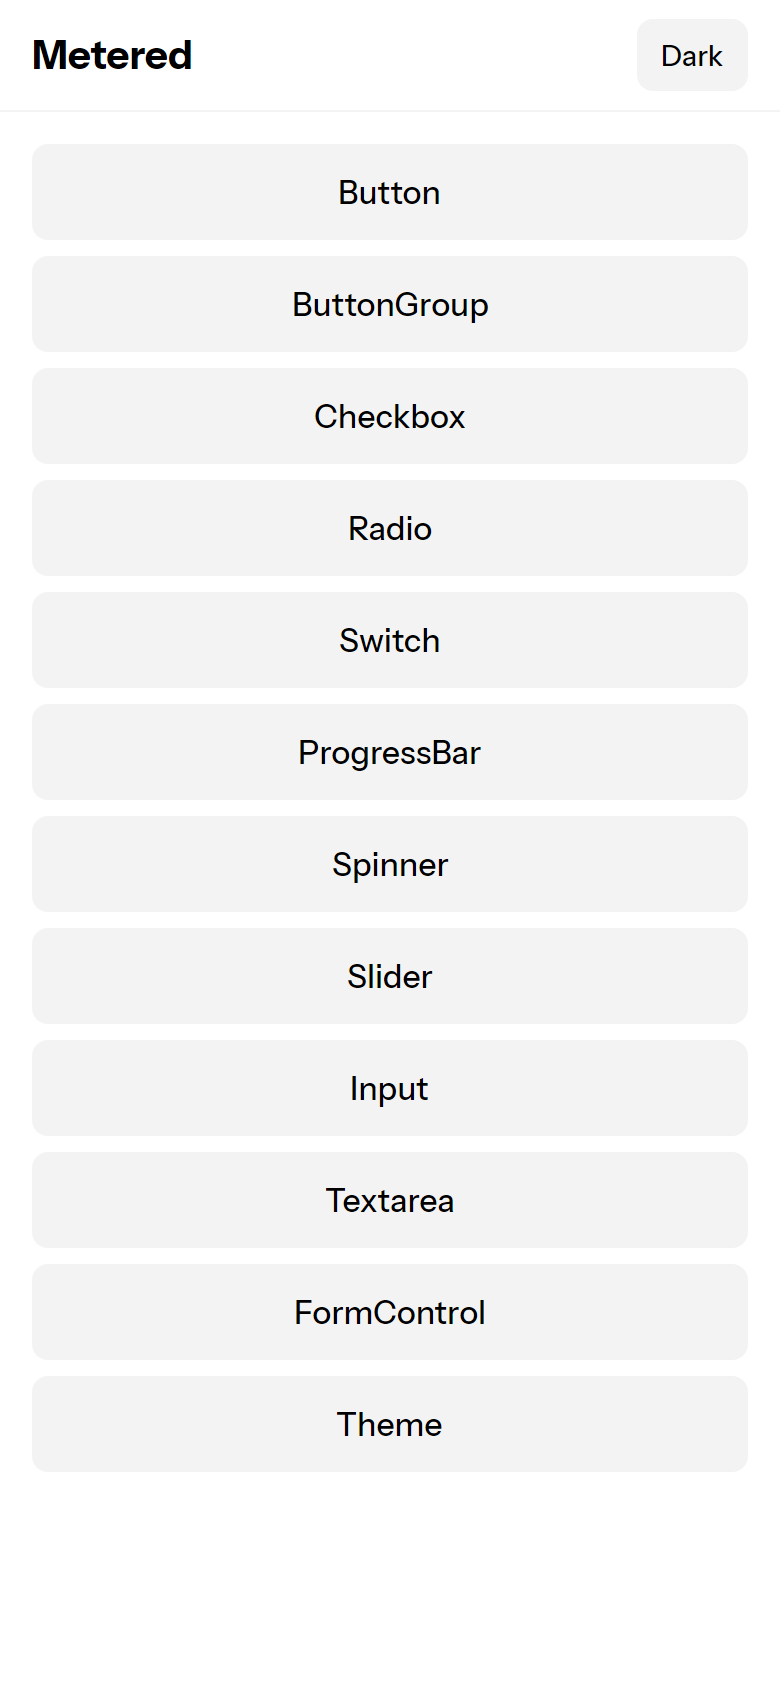 Metered
Dark
Button
ButtonGroup
Checkbox
Radio
Switch
ProgressBar
Spinner
Slider
Input
Textarea
FormControl
Theme